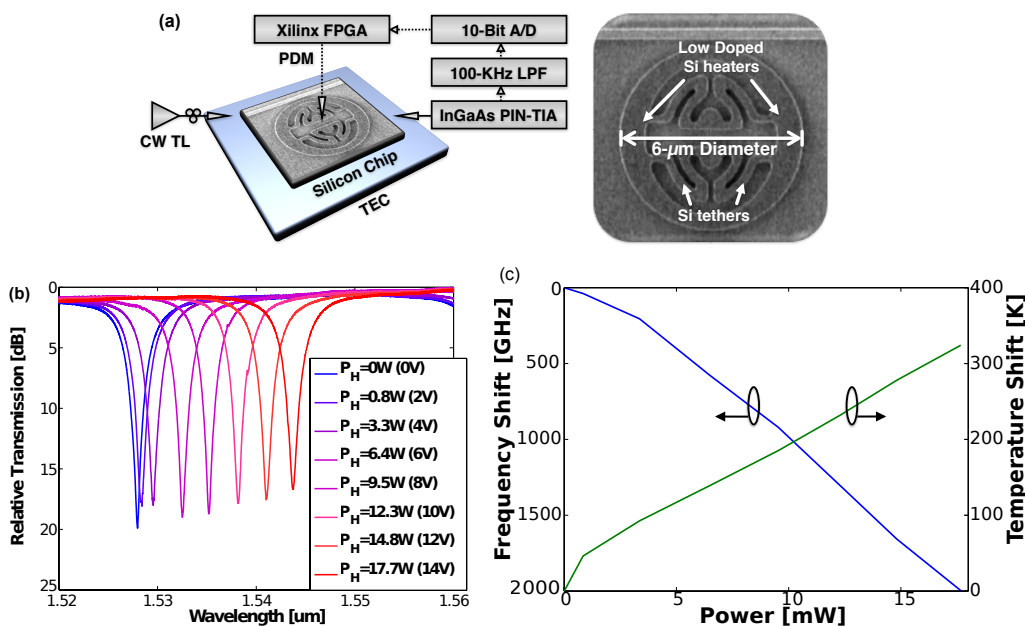 (a)
Xilinx FPGA
10-Bit A/D
PDM
100-KHz LPF
InGaAs PIN-TIA
CW TL
Silicon Chip
TEC
Low Doped
Si heaters
6-μm Diameter
Si tethers
(b)
0
5
10
15
20
25
1.52
1.53
1.54
1.55
1.56
Relative Transmission [dB]
Wavelength [um]
P_H=0W (0V)
P_H=0.8W (2V)
P_H=3.3W (4V)
P_H=6.4W (6V)
P_H=9.5W (8V)
P_H=12.3W (10V)
P_H=14.8W (12V)
P_H=17.7W (14V)
(c)
0
500
1000
1500
2000
Frequency Shift [GHz]
0
5
10
15
Power [mW]
400
300
200
100
0
Temperature Shift [K]